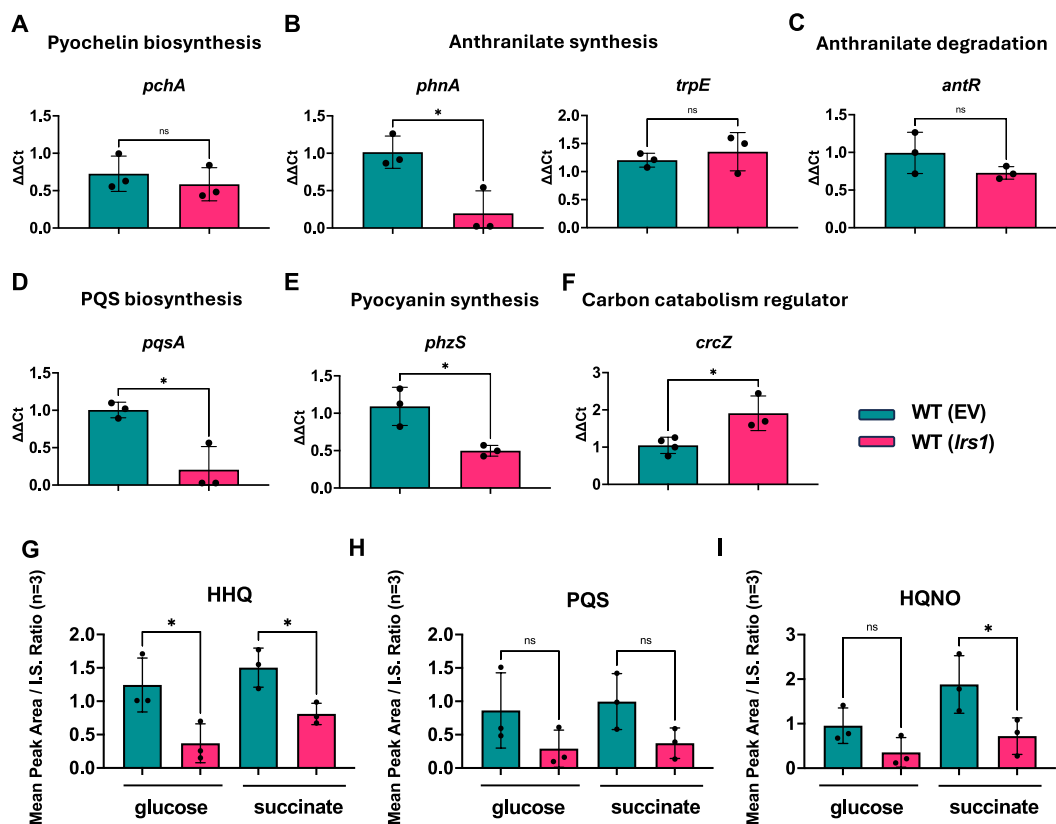 A
Pyochelin biosynthesis
B
Anthranilate synthesis
C
Anthranilate degradation
pchA
phnA
trpE
antR
ΔΔCt
1.5
1.0
0.5
0.0
ns
ΔΔCt
1.5
1.0
0.5
0.0
*
ΔΔCt
2.0
1.5
1.0
0.5
0.0
ns
ΔΔCt
1.5
1.0
0.5
0.0
ns
D
PQS biosynthesis
E
Pyocyanin synthesis
F
Carbon catabolism regulator
pqsA
phzS
crcZ
ΔΔCt
1.5
1.0
0.5
0.0
*
ΔΔCt
1.5
1.0
0.5
0.0
*
ΔΔCt
3
2
1
0
*
WT (EV)
WT (lrs1)
G
HHQ
Mean Peak Area / I.S. Ratio (n=3)
2.0
1.5
1.0
0.5
0.0
*
*
glucose
succinate
H
PQS
Mean Peak Area / I.S. Ratio (n=3)
2.0
1.5
1.0
0.5
0.0
ns
ns
glucose
succinate
I
HQNO
Mean Peak Area / I.S. Ratio (n=3)
3
2
1
0
ns
*
glucose
succinate